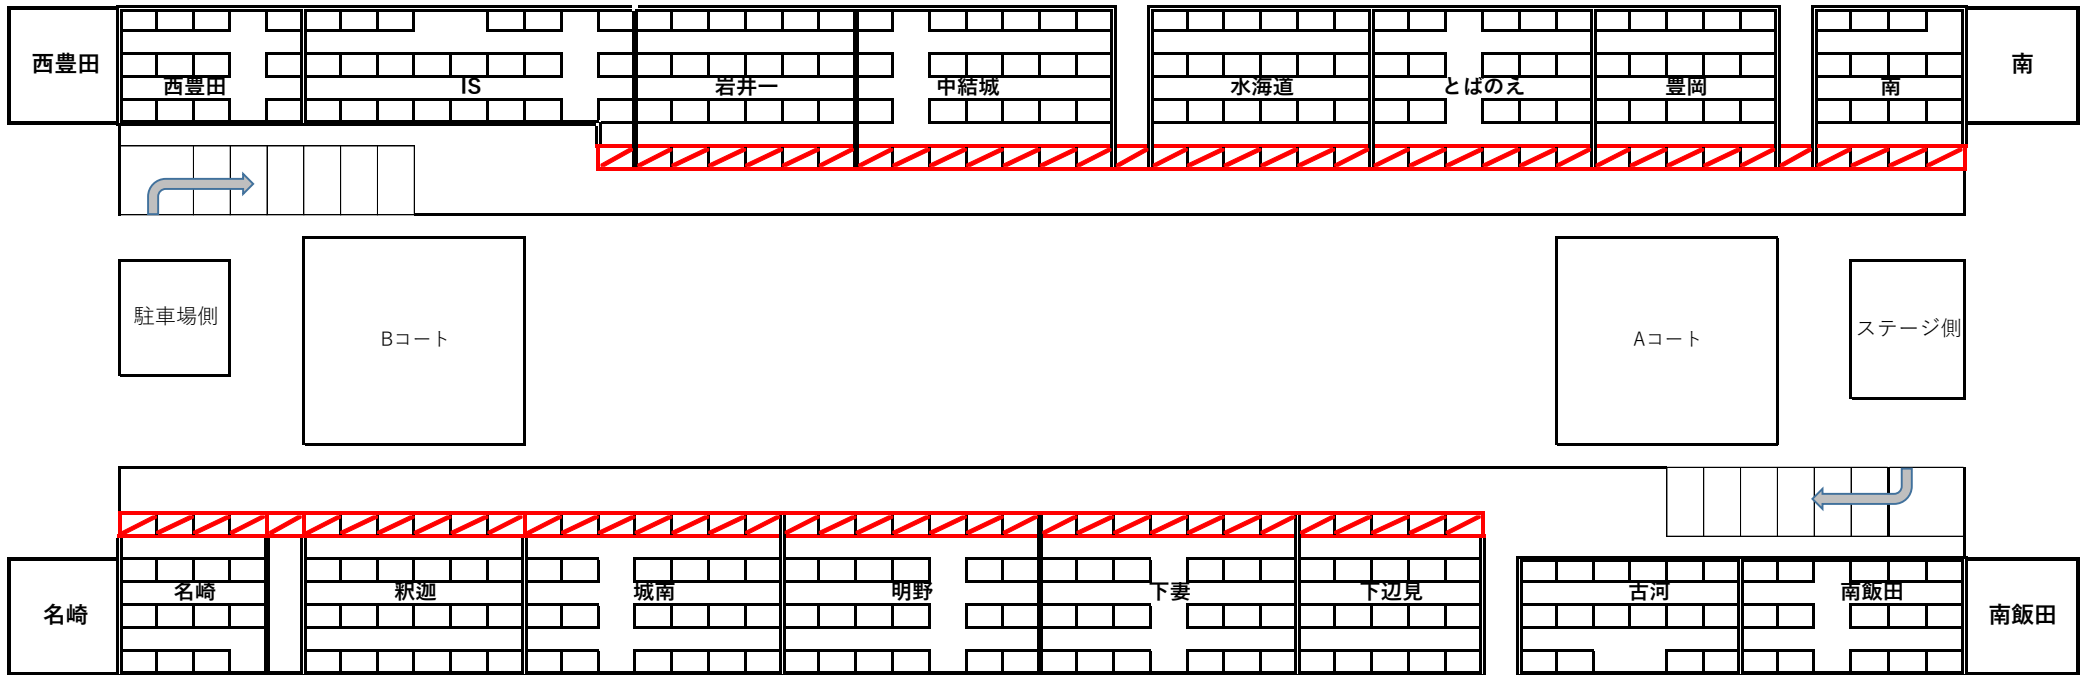 西豊田
西豊田
IS
岩井一
中結城
水海道
とばのえ
豊岡
南
南
駐車場側
Bコート
Aコート
ステージ側
名崎
名崎
釈迦
城南
明野
下妻
下辺見
古河
南飯田
南飯田